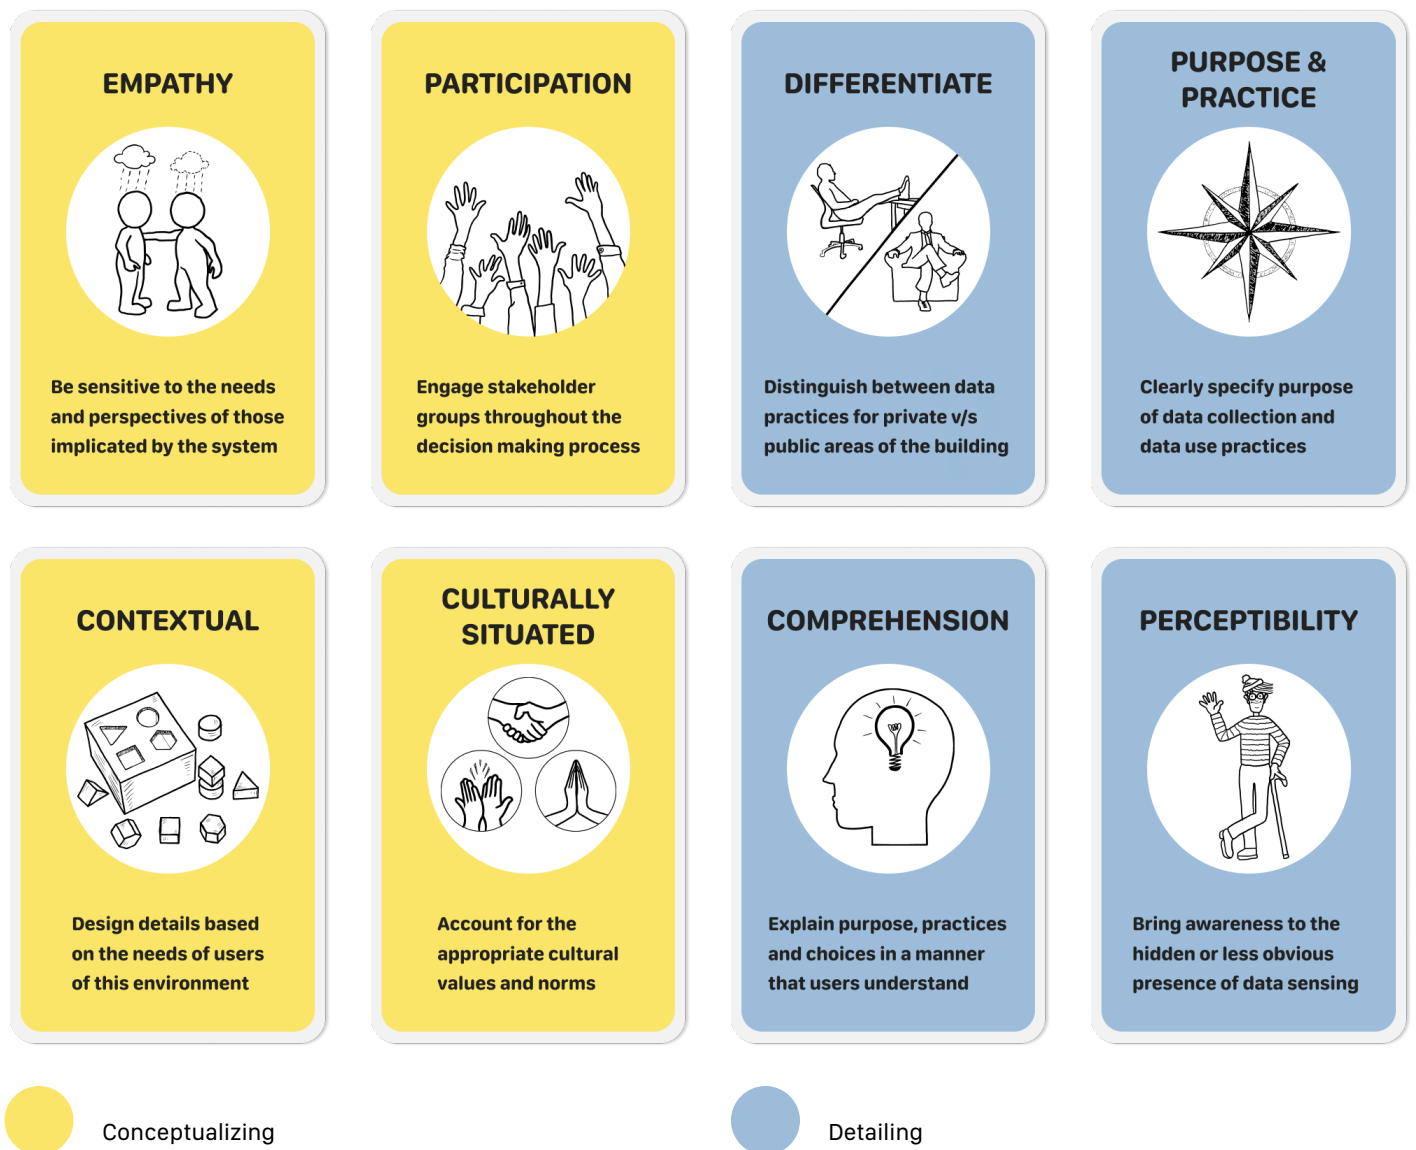 EMPATHY
Be sensitive to the needs
and perspectives of those
implicated by the system
PARTICIPATION
Engage stakeholder
groups throughout the
decision making process
DIFFERENTIATE
Distinguish between data
practices for private v/s
public areas of the building
PURPOSE &
PRACTICE
Clearly specify purpose
of data collection and
data use practices
CONTEXTUAL
Design details based
on the needs of users
of this environment
CULTURALLY
SITUATED
Account for the
appropriate cultural
values and norms
COMPREHENSION
Explain purpose, practices
and choices in a manner
that users understand
PERCEPTIBILITY
Bring awareness to the
hidden or less obvious
presence of data sensing
Conceptualizing
Detailing